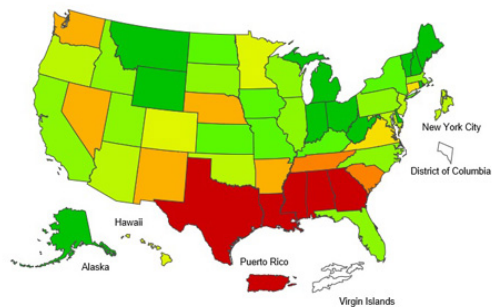 New York City
District of Columbia
Hawaii
Alaska
Puerto Rico
Virgin Islands